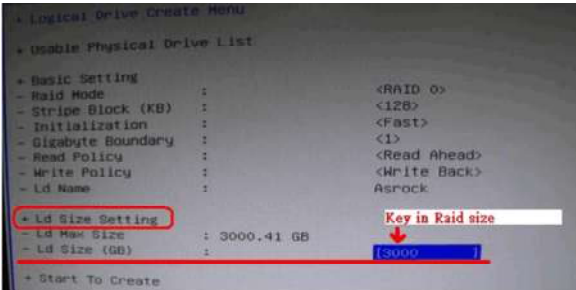 + Logical Drive Create Menu
+ Usable Physical Drive List
+ Basic Setting
- Raid Mode : <RAID 0>
- Stripe Block (KB) : <128>
- Initialization : <Fast>
- Gigabyte Boundary : <1>
- Read Policy : <Read Ahead>
- Write Policy : <Write Back>
- Ld Name : Asrock
+ Ld Size Setting
Key in Raid size
- Ld Max Size : 3000.41 GB
- Ld Size (GB) : [3000 ]
+ Start To Create